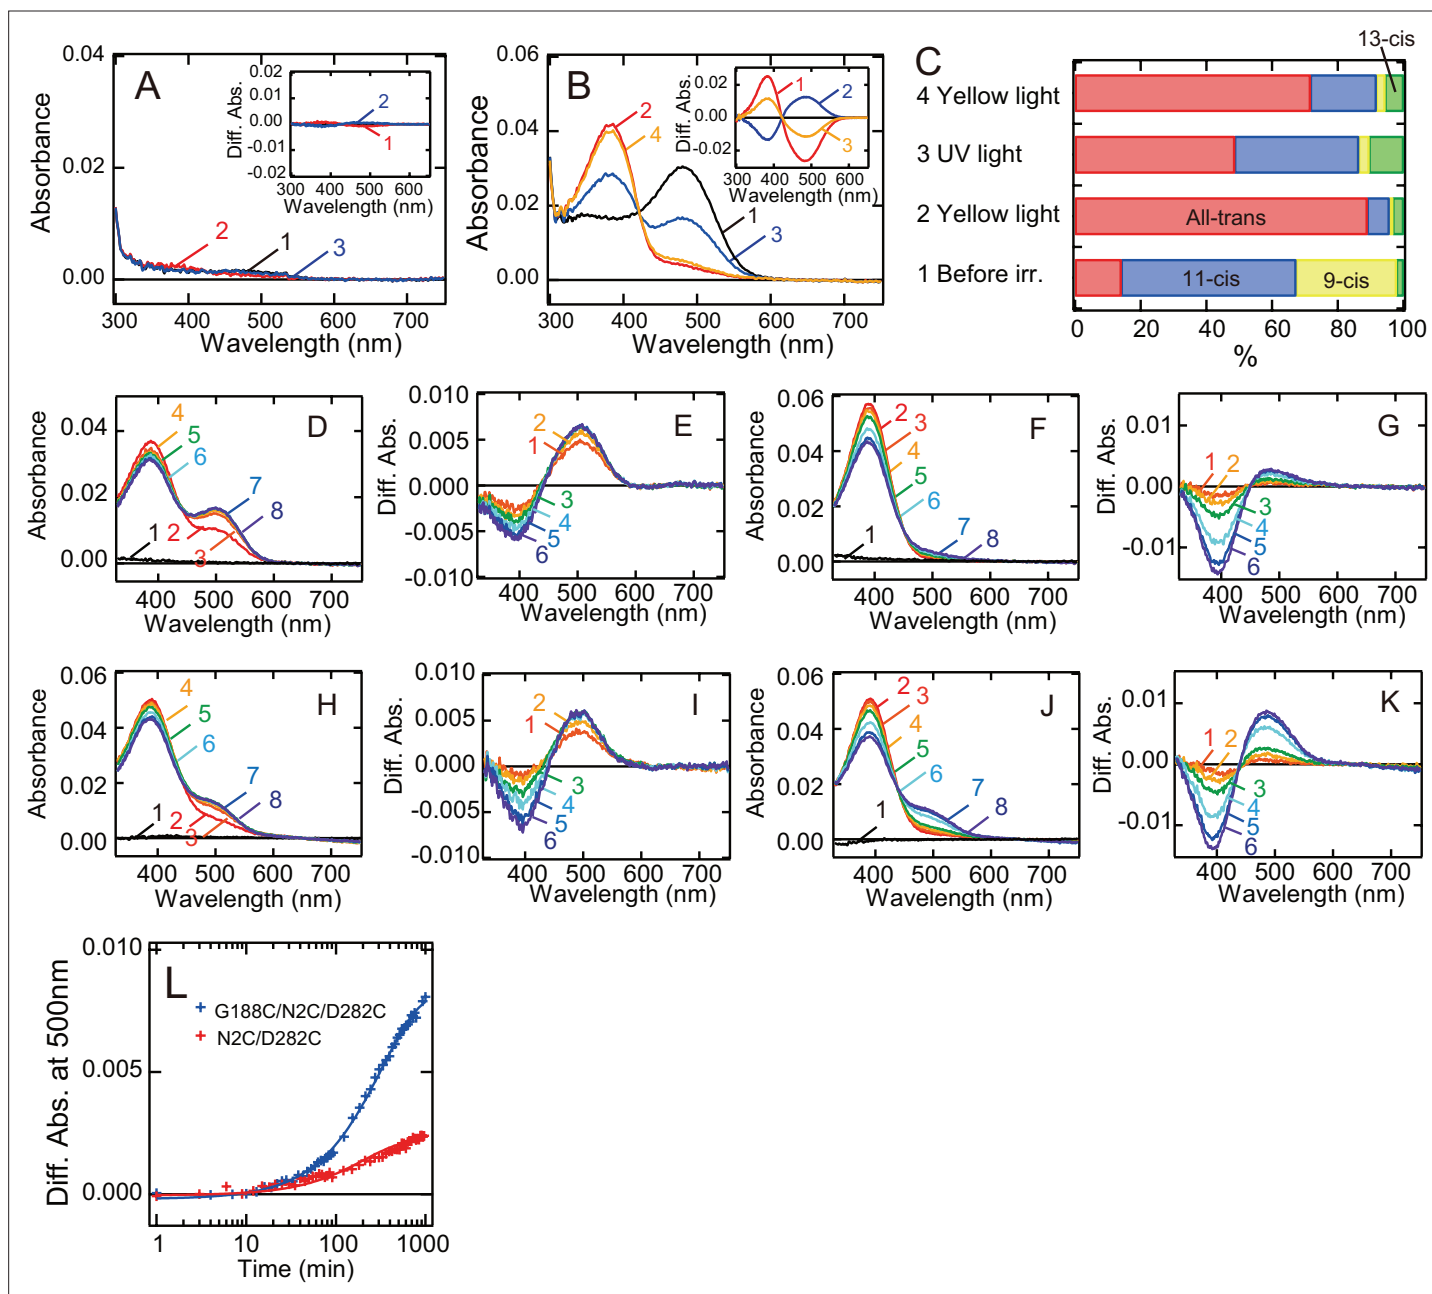 A
Absorbance
0.04
0.02
0.00
300 400 500 600 700
Wavelength (nm)
2
1
3
Diff. Abs.
0.02
0.01
0.00
-0.01
-0.02
300 400 500 600
Wavelength (nm)
2
1
B
Absorbance
0.06
0.04
0.02
0.00
300 400 500 600 700
Wavelength (nm)
2
4
1
3
Diff. Abs.
0.02
0.00
-0.02
300 400 500 600
Wavelength (nm)
1
2
3
C
13-cis
4 Yellow light
3 UV light
2 Yellow light
All-trans
1 Before irr.
11-cis
9-cis
0 20 40 60 80 100
%
D
Absorbance
0.04
0.02
0.00
400 500 600 700
Wavelength (nm)
4
5
6
7
8
1
2
3
E
Diff. Abs.
0.010
0.005
0.000
-0.005
-0.010
400 500 600 700
Wavelength (nm)
2
1
3
4
5
6
F
Absorbance
0.06
0.04
0.02
0.00
400 500 600 700
Wavelength (nm)
2
3
4
5
6
7
8
1
G
Diff. Abs.
0.01
0.00
-0.01
400 500 600 700
Wavelength (nm)
1
2
3
4
5
6
H
Absorbance
0.06
0.04
0.02
0.00
400 500 600 700
Wavelength (nm)
4
5
6
7
8
1
2
3
I
Diff. Abs.
0.010
0.005
0.000
-0.005
-0.010
400 500 600 700
Wavelength (nm)
2
1
3
4
5
6
J
Absorbance
0.06
0.04
0.02
0.00
400 500 600 700
Wavelength (nm)
2
3
4
5
6
7
8
1
K
Diff. Abs.
0.01
0.00
-0.01
400 500 600 700
Wavelength (nm)
1
2
3
4
5
6
L
Diff. Abs. at 500nm
0.010
0.005
0.000
1 10 100 1000
Time (min)
G188C/N2C/D282C
N2C/D282C